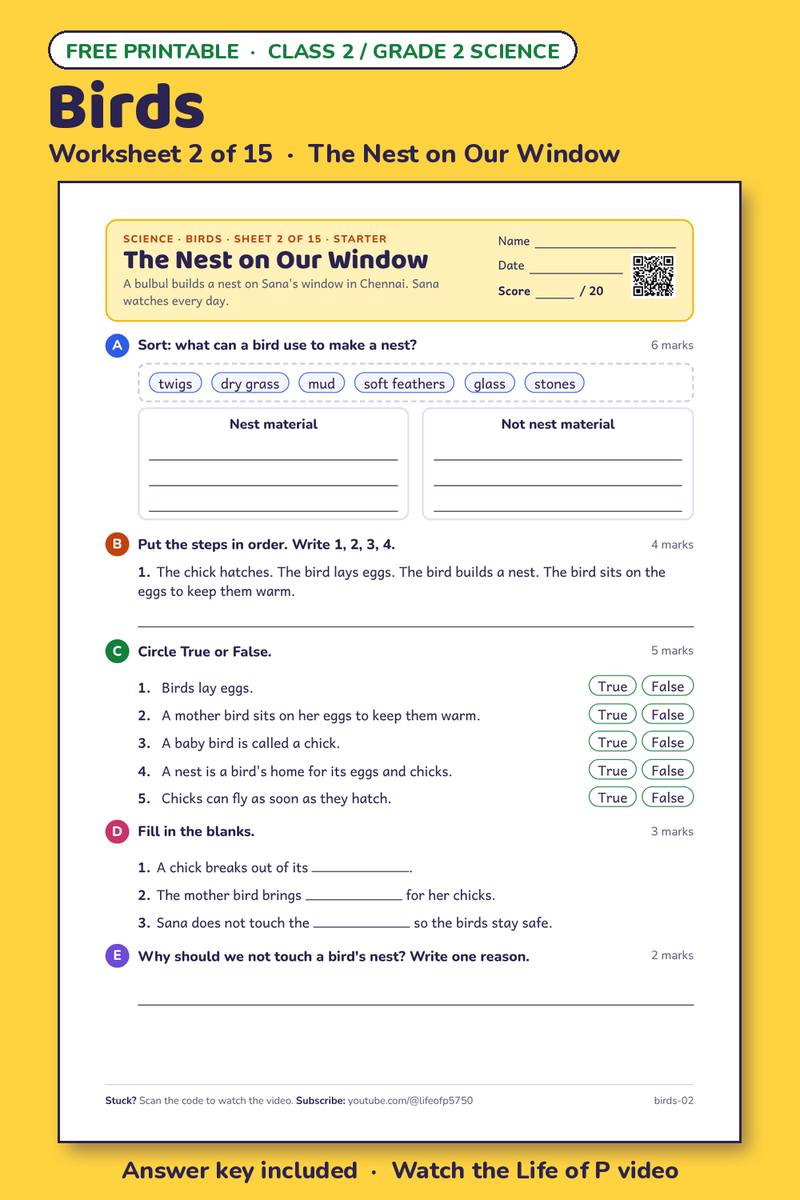 FREE PRINTABLE · CLASS 2 / GRADE 2 SCIENCE
Birds
Worksheet 2 of 15 · The Nest on Our Window
SCIENCE · BIRDS · SHEET 2 OF 15 · STARTER
The Nest on Our Window
A bulbul builds a nest on Sana's window in Chennai. Sana
watches every day.
Name
Date
Score / 20
A Sort: what can a bird use to make a nest? 6 marks
twigs dry grass mud soft feathers glass stones
Nest material Not nest material
B Put the steps in order. Write 1, 2, 3, 4. 4 marks
1. The chick hatches. The bird lays eggs. The bird builds a nest. The bird sits on the
eggs to keep them warm.
C Circle True or False. 5 marks
1. Birds lay eggs. True False
2. A mother bird sits on her eggs to keep them warm. True False
3. A baby bird is called a chick. True False
4. A nest is a bird's home for its eggs and chicks. True False
5. Chicks can fly as soon as they hatch. True False
D Fill in the blanks. 3 marks
1. A chick breaks out of its ____________.
2. The mother bird brings ____________ for her chicks.
3. Sana does not touch the ____________ so the birds stay safe.
E Why should we not touch a bird's nest? Write one reason. 2 marks
Stuck? Scan the code to watch the video. Subscribe: youtube.com/@lifeofp5750 birds-02
Answer key included · Watch the Life of P video